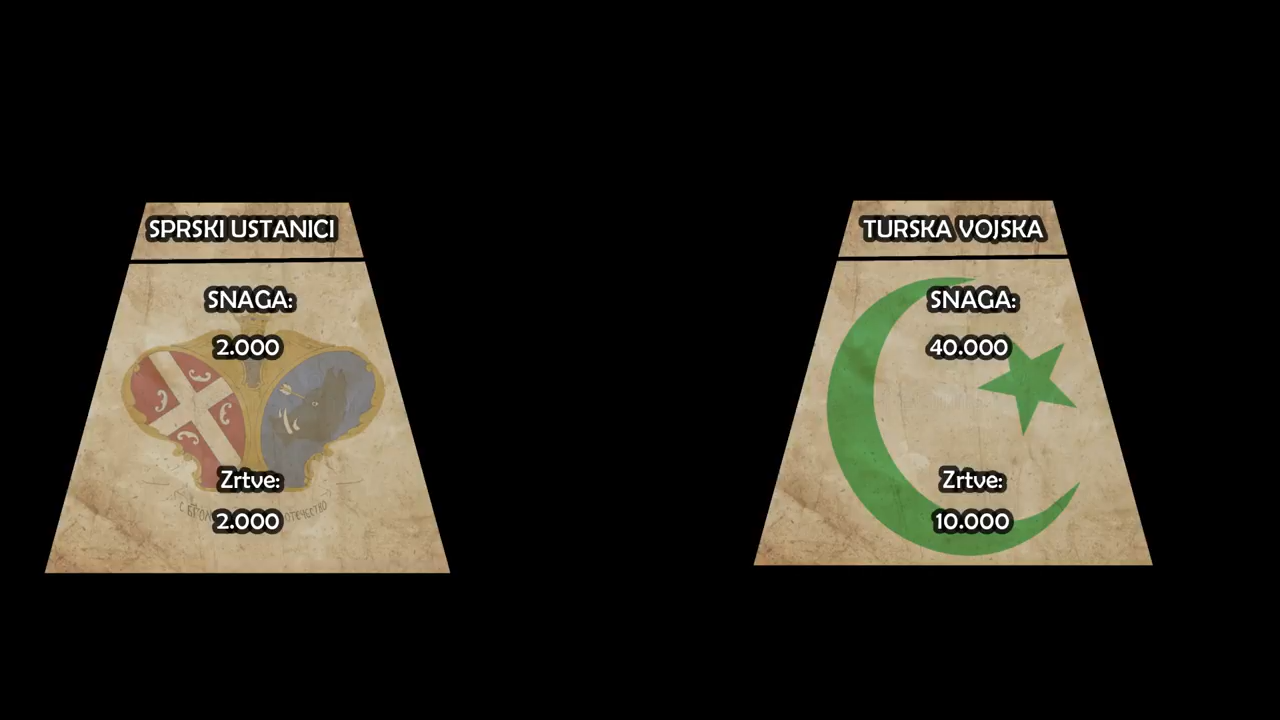 SPRSKI USTANICI
SNAGA:
2.000
Zrtve:
2.000
TURSKA VOJSKA
SNAGA:
40.000
Zrtve:
10.000